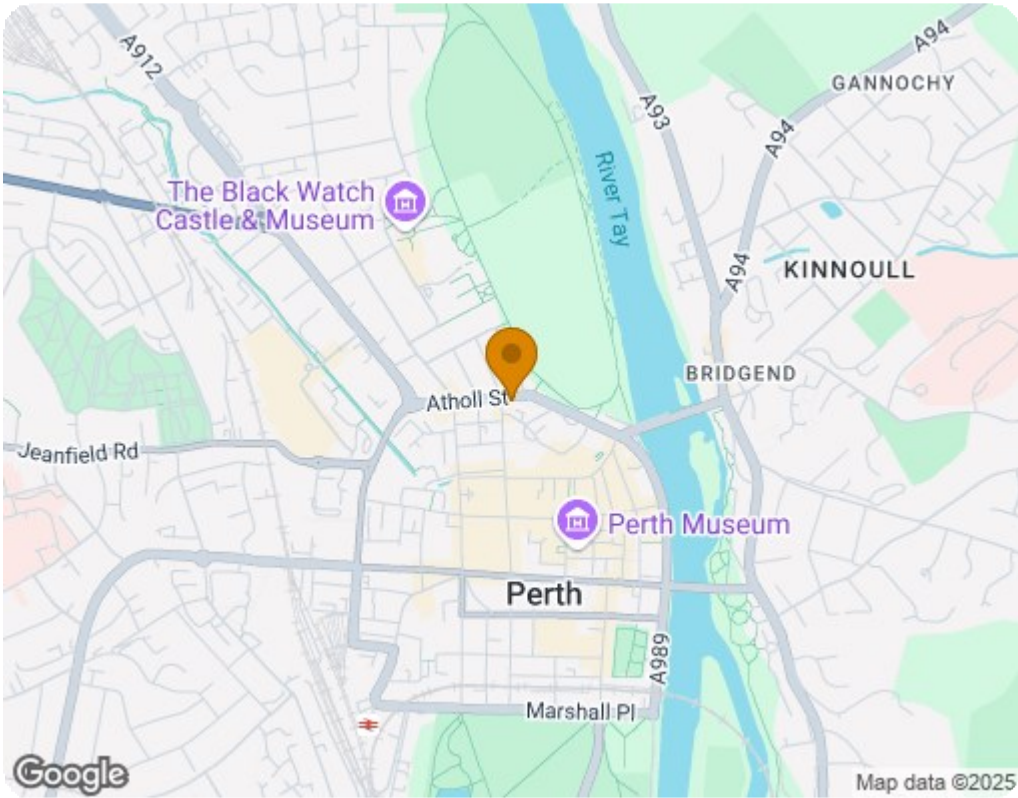 A912
A94
GANNOCHY
A93
A94
River Tay
The Black Watch
Castle & Museum
A94
KINNOULL
BRIDGEND
Atholl St
Jeanfield Rd
Perth Museum
Perth
A989
Marshall Pl
Google
Map data ©2025